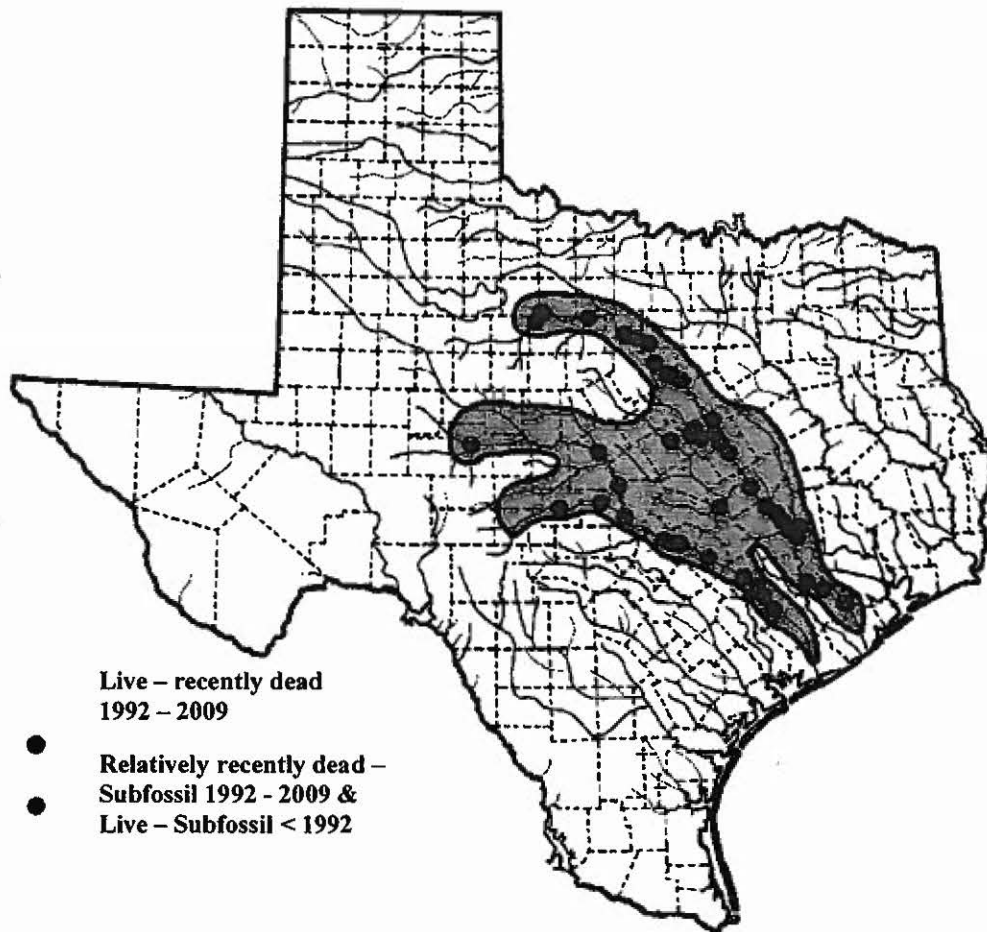 Live – recently dead
1992 – 2009
Relatively recently dead –
Subfossil 1992 - 2009 &
Live – Subfossil < 1992